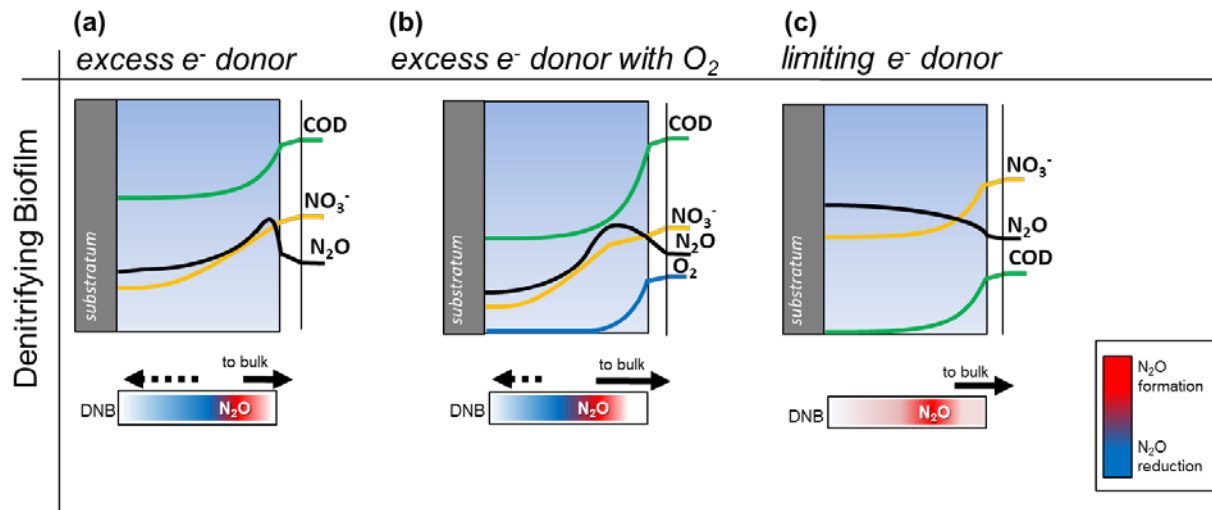 (a)
excess e⁻ donor
(b)
excess e⁻ donor with O₂
(c)
limiting e⁻ donor
Denitrifying Biofilm
substratum
COD
NO₃⁻
N₂O
to bulk
DNB
N₂O
substratum
COD
NO₃⁻
N₂O
O₂
to bulk
DNB
N₂O
substratum
NO₃⁻
N₂O
COD
to bulk
DNB
N₂O
N₂O
formation
N₂O
reduction